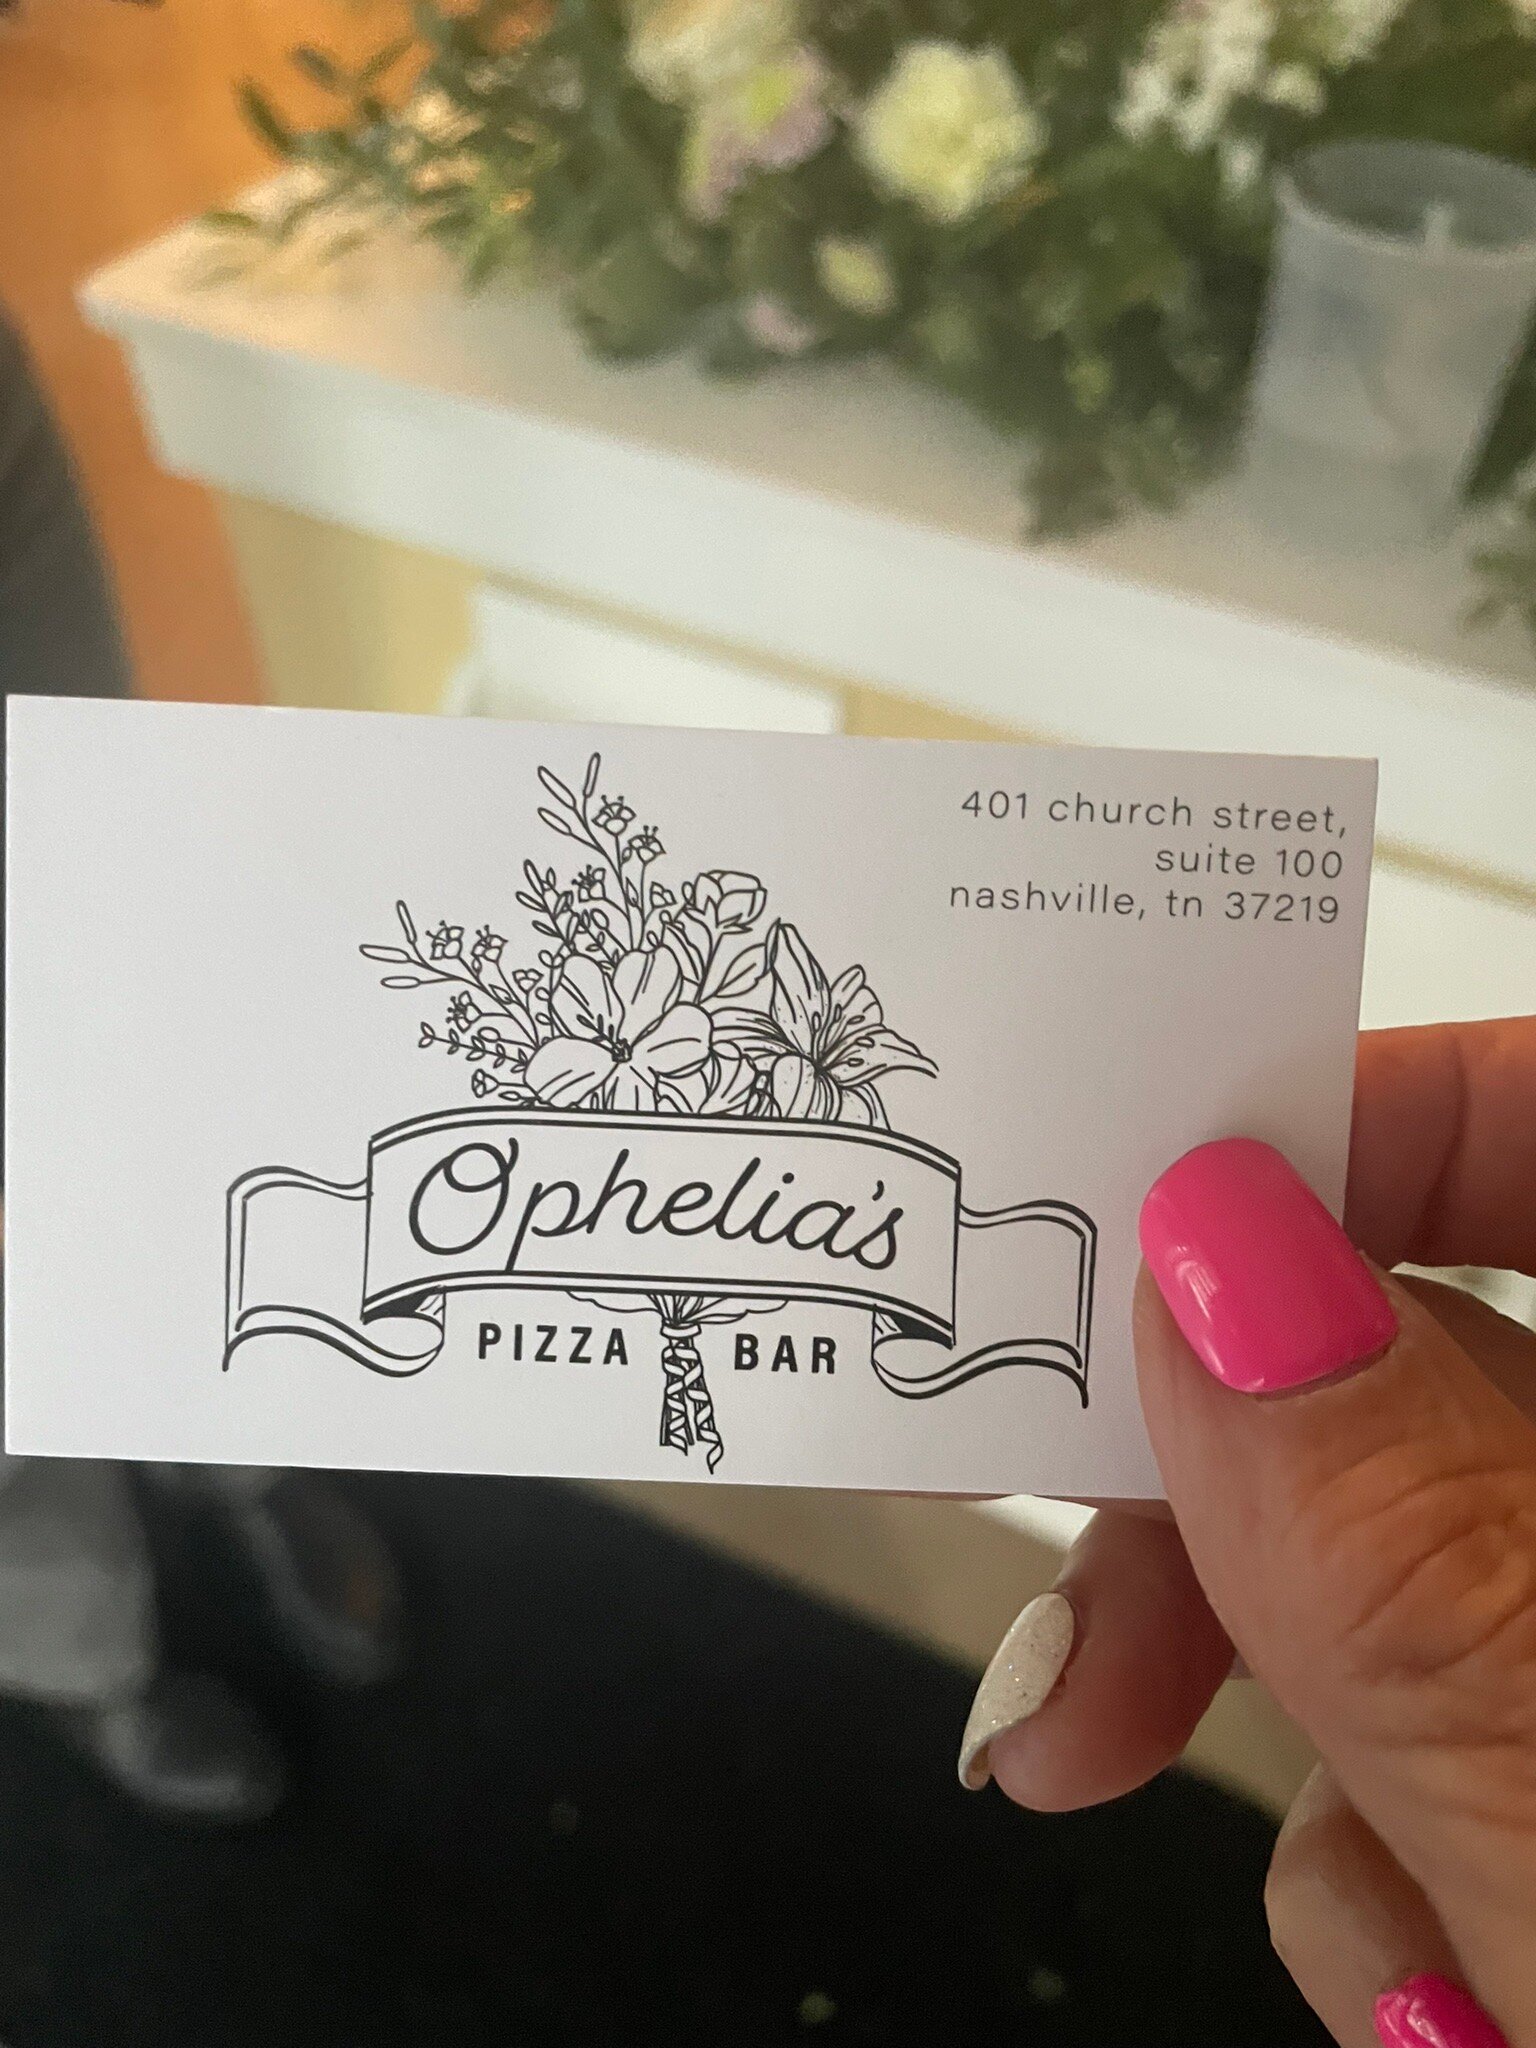 401 church street,
suite 100
nashville, tn 37219
Ophelia's
PIZZA BAR